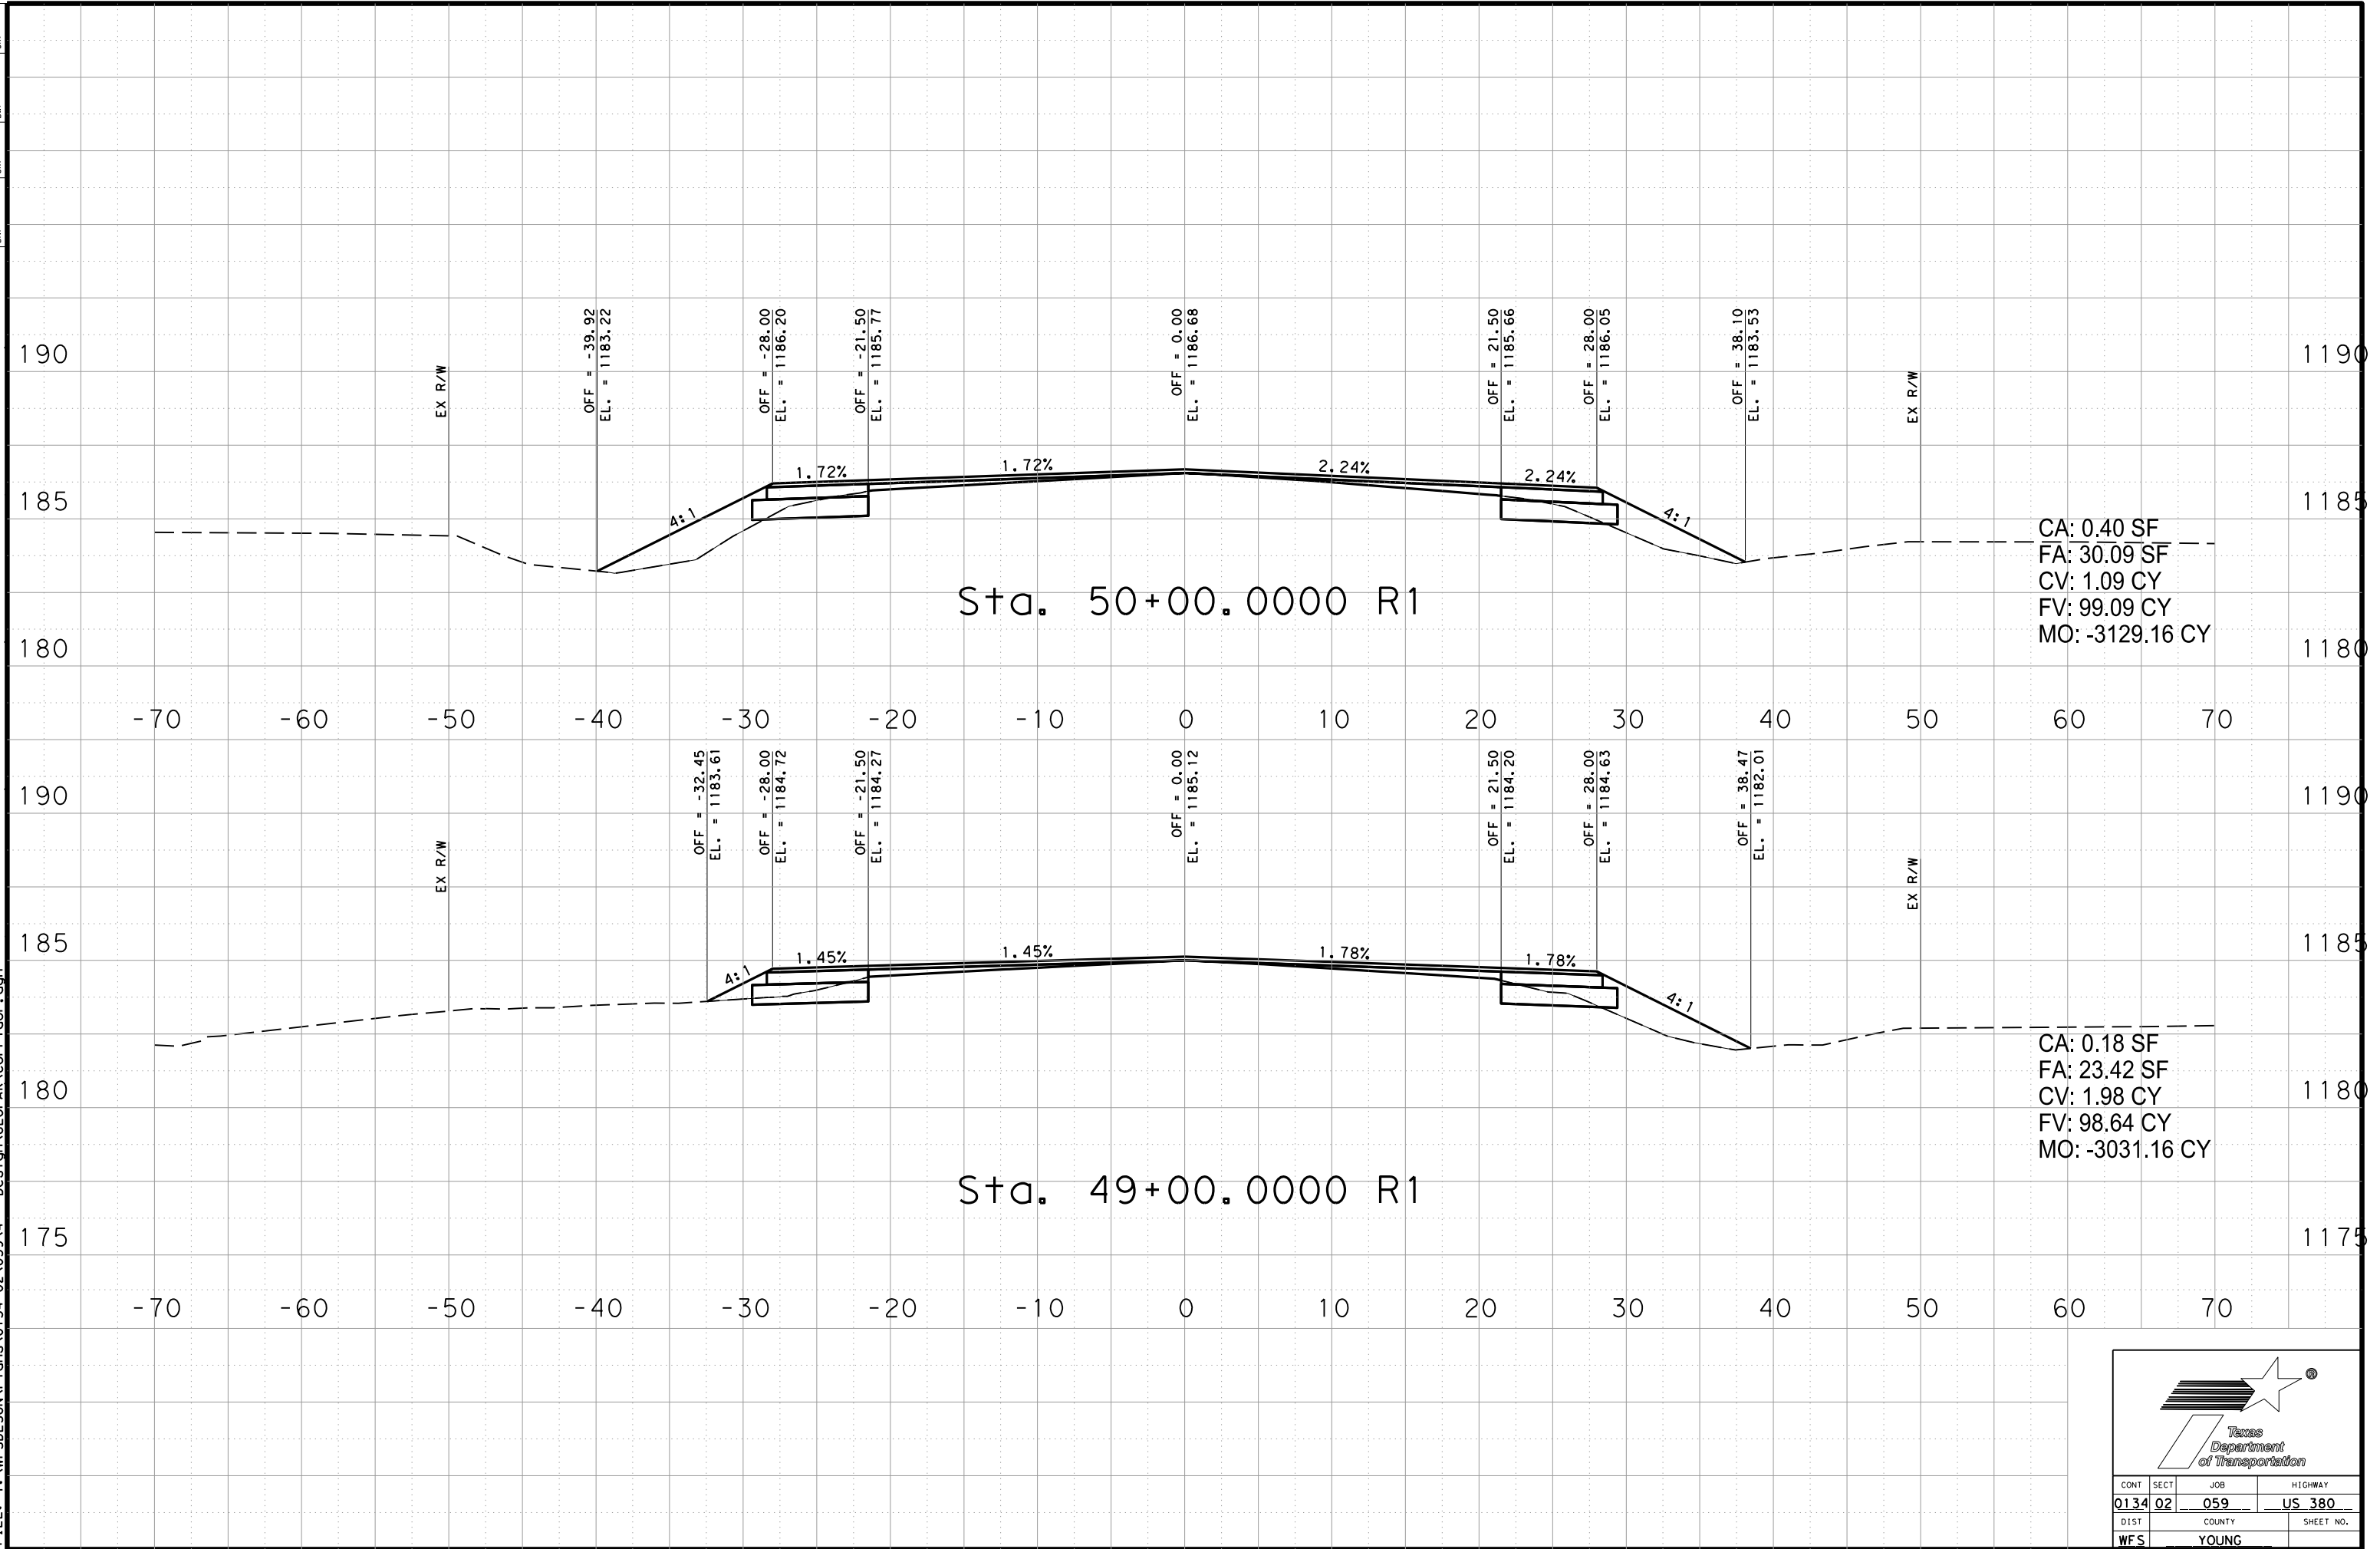 OFF = -39.92
EL. = 1183.22
OFF = -28.00
EL. = 1186.20
OFF = -21.50
EL. = 1185.77
OFF = 0.00
EL. = 1186.68
OFF = 21.50
EL. = 1185.66
OFF = 28.00
EL. = 1186.05
OFF = 38.10
EL. = 1183.53
190 1190
EX R/W EX R/W
1.72% 1.72% 2.24% 2.24%
185 1185
4:1 4:1
CA: 0.40 SF
FA: 30.09 SF
CV: 1.09 CY
FV: 99.09 CY
MO: -3129.16 CY
Sta. 50+00.0000 R1
180 1180
-70 -60 -50 -40 -30 -20 -10 0 10 20 30 40 50 60 70
OFF = -32.45
EL. = 1183.61
OFF = -28.00
EL. = 1184.72
OFF = -21.50
EL. = 1184.27
OFF = 0.00
EL. = 1185.12
OFF = 21.50
EL. = 1184.20
OFF = 28.00
EL. = 1184.63
OFF = 38.47
EL. = 1182.01
190 1190
EX R/W EX R/W
185 1185
1.45% 1.45% 1.78% 1.78%
4:1 4:1
CA: 0.18 SF
FA: 23.42 SF
CV: 1.98 CY
FV: 98.64 CY
MO: -3031.16 CY
180 1180
Sta. 49+00.0000 R1
175 1175
-70 -60 -50 -40 -30 -20 -10 0 10 20 30 40 50 60 70
®
Texas
Department
of Transportation
CONT SECT JOB HIGHWAY
0134 02 059 US 380
DIST COUNTY SHEET NO.
WFS YOUNG